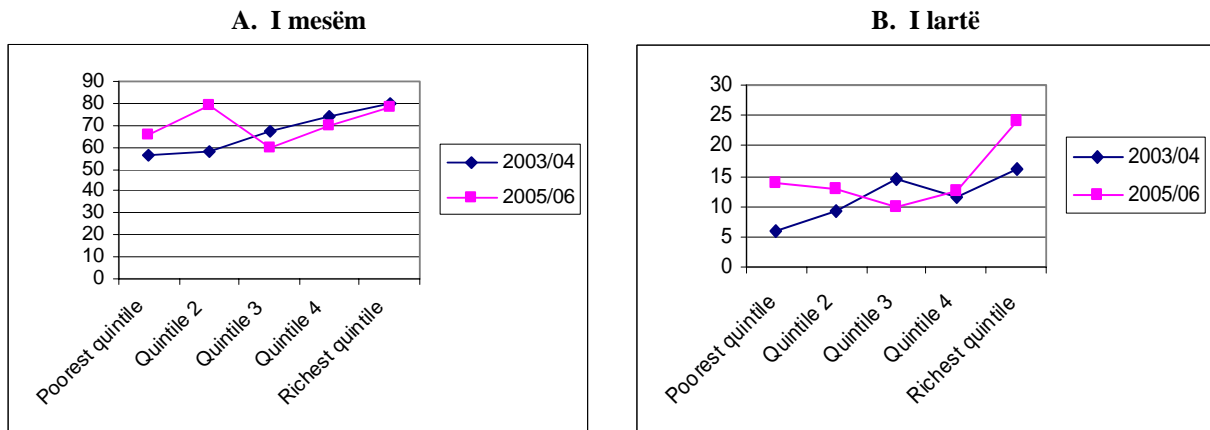 A. I mesëm
90
80
70
60
50
40
30
20
10
0
Poorest quintile
Quintile 2
Quintile 3
Quintile 4
Richest quintile
2003/04
2005/06
B. I lartë
30
25
20
15
10
5
0
Poorest quintile
Quintile 2
Quintile 3
Quintile 4
Richest quintile
2003/04
2005/06